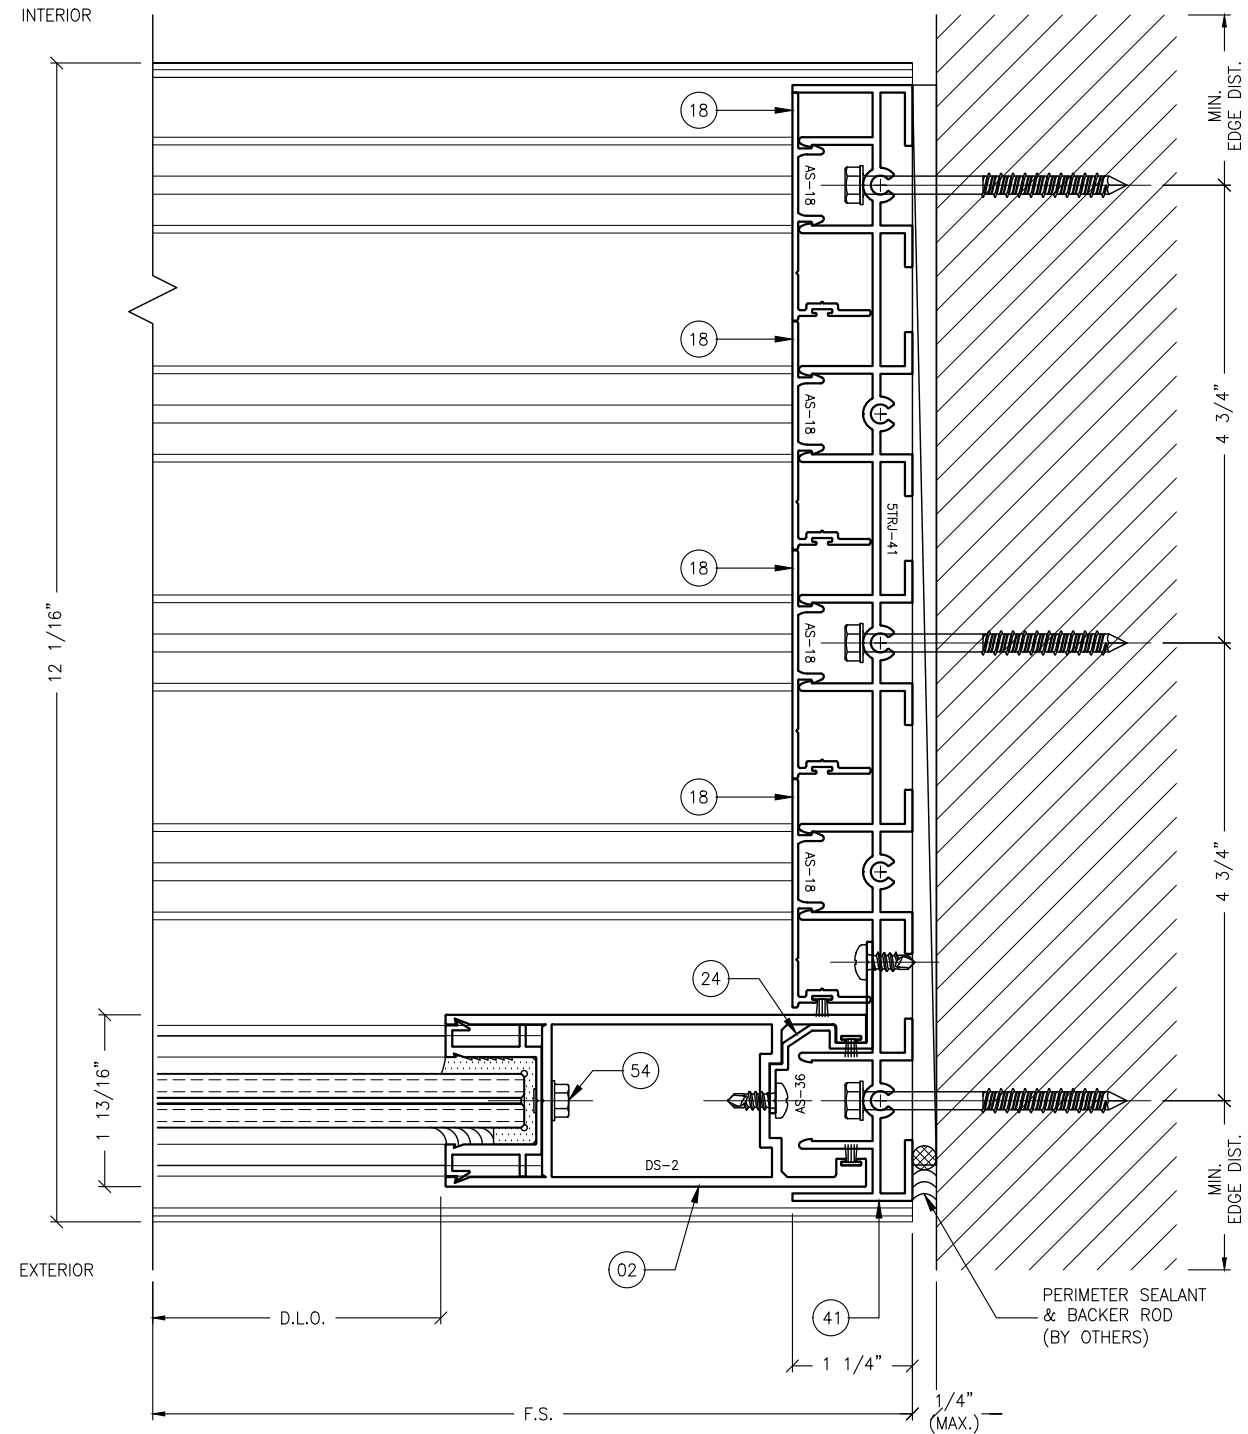 INTERIOR
MIN.
EDGE DIST.
18
AS-18
18
4 3/4"
AS-18
5TRJ-41
18
12 1/16"
AS-18
18
4 3/4"
AS-18
24
54
AS-36
1 13/16"
DS-2
MIN.
EDGE DIST.
EXTERIOR
02
41
PERIMETER SEALANT
& BACKER ROD
(BY OTHERS)
D.L.O.
1 1/4"
F.S.
1/4"
(MAX.)